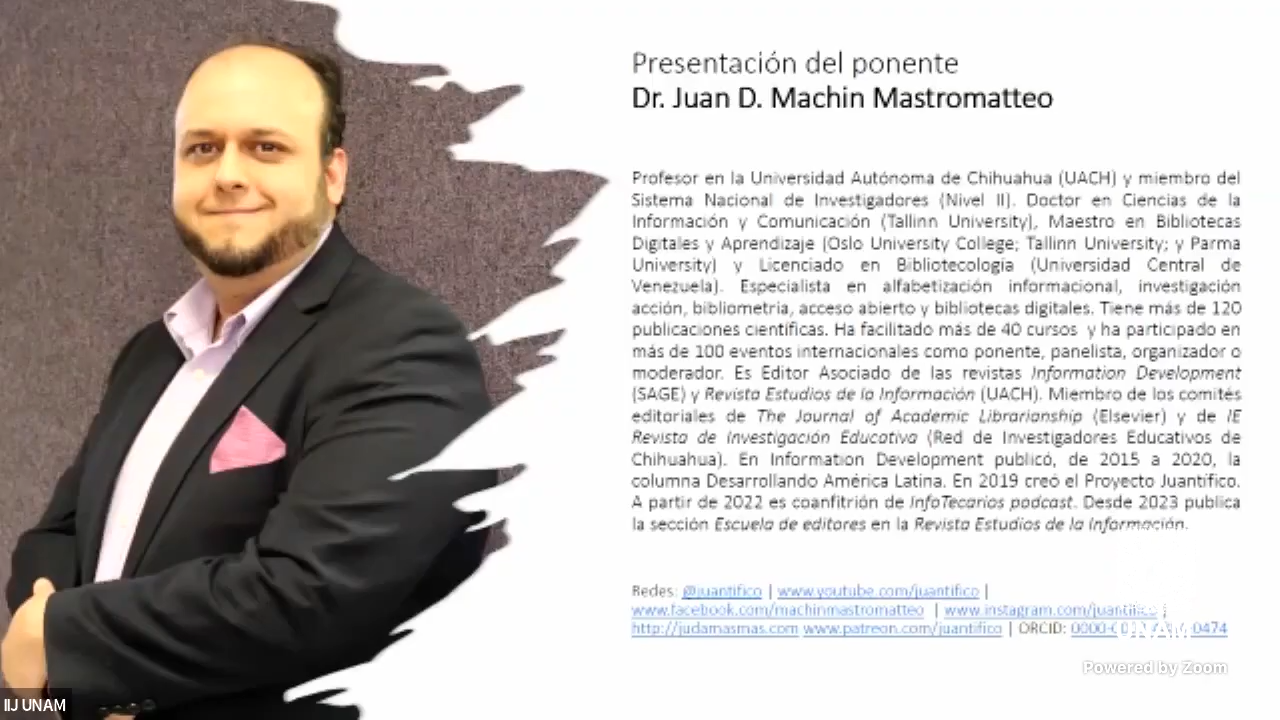 Presentación del ponente
Dr. Juan D. Machin Mastromatteo
Profesor en la Universidad Autónoma de Chihuahua (UACH) y miembro del
Sistema Nacional de Investigadores (Nivel II). Doctor en Ciencias de la
Información y Comunicación (Tallinn University), Maestro en Bibliotecas
Digitales y Aprendizaje (Oslo University College; Tallinn University; y Parma
University) y Licenciado en Bibliotecología (Universidad Central de
Venezuela). Especialista en alfabetización informacional, investigación
acción, bibliometría, acceso abierto y bibliotecas digitales. Tiene más de 120
publicaciones científicas. Ha facilitado más de 40 cursos y ha participado en
más de 100 eventos internacionales como ponente, panelista, organizador o
moderador. Es Editor Asociado de las revistas Information Development
(SAGE) y Revista Estudios de la Información (UACH). Miembro de los comités
editoriales de The Journal of Academic Librarianship (Elsevier) y de IE
Revista de Investigación Educativa (Red de Investigadores Educativos de
Chihuahua). En Information Development publicó, de 2015 a 2020, la
columna Desarrollando América Latina. En 2019 creó el Proyecto Juantífico.
A partir de 2022 es coanfitrión de InfoTecarios podcast. Desde 2023 publica
la sección Escuela de editores en la Revista Estudios de la Información.
Redes: @juantifico | www.youtube.com/juantifico |
www.facebook.com/machinmastromatteo | www.instagram.com/juantifico |
http://judamasmas.com www.patreon.com/juantifico | ORCID: 0474
UNAM
Powered by Zoom
IIJ UNAM